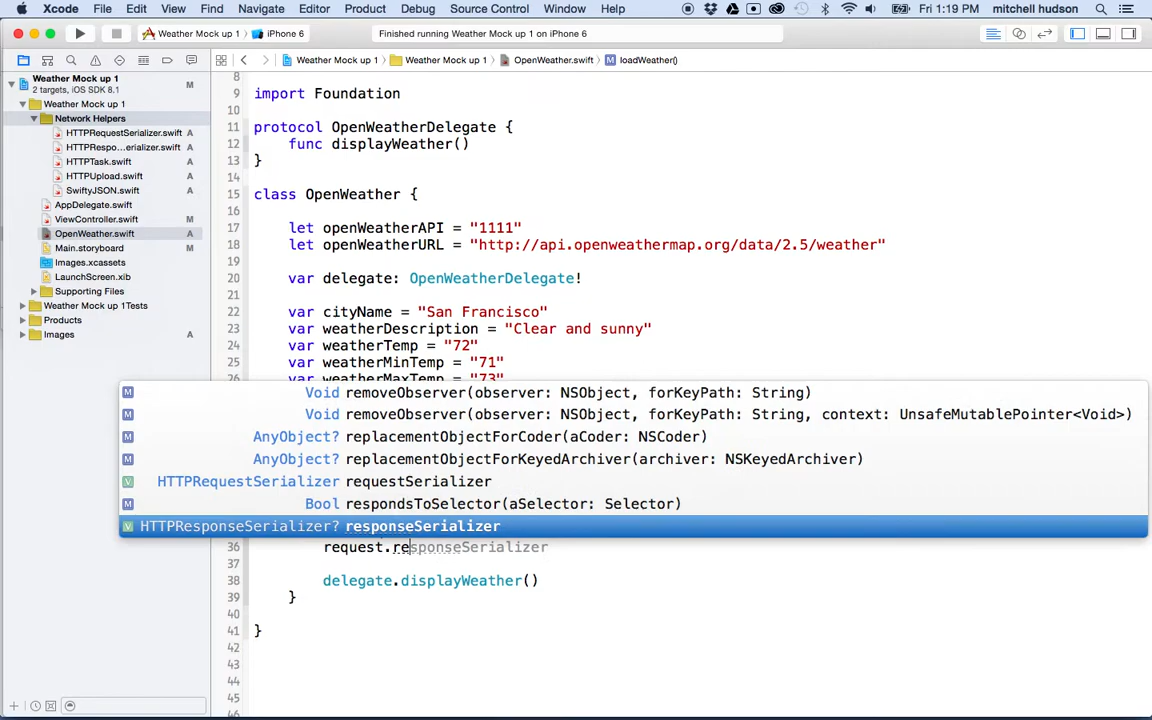 Xcode File Edit View Find Navigate Editor Product Debug Source Control Window Help Fri 1:19 PM mitchell hudson
Weather Mock up 1 iPhone 6 Finished running Weather Mock up 1 on iPhone 6
Weather Mock up 1 Weather Mock up 1 OpenWeather.swift M loadWeather()
Weather Mock up 1
2 targets, iOS SDK 8.1 M
Weather Mock up 1
Network Helpers
HTTPRequestSerializer.swift A
HTTPRespo...erializer.swift A
HTTPTask.swift A
HTTPUpload.swift A
SwiftyJSON.swift A
AppDelegate.swift
ViewController.swift M
OpenWeather.swift A
Main.storyboard
Images.xcassets
LaunchScreen.xib
Supporting Files
Weather Mock up 1Tests
Products
Images A
8
9 import Foundation
10
11 protocol OpenWeatherDelegate {
12 func displayWeather()
13 }
14
15 class OpenWeather {
16
17 let openWeatherAPI = "1111"
18 let openWeatherURL = "http://api.openweathermap.org/data/2.5/weather"
19
20 var delegate: OpenWeatherDelegate!
21
22 var cityName = "San Francisco"
23 var weatherDescription = "Clear and sunny"
24 var weatherTemp = "72"
25 var weatherMinTemp = "71"
26 var weatherMaxTemp = "73"
M Void removeObserver(observer: NSObject, forKeyPath: String)
M Void removeObserver(observer: NSObject, forKeyPath: String, context: UnsafeMutablePointer<Void>)
M AnyObject? replacementObjectForCoder(aCoder: NSCoder)
M AnyObject? replacementObjectForKeyedArchiver(archiver: NSKeyedArchiver)
V HTTPRequestSerializer requestSerializer
M Bool respondsToSelector(aSelector: Selector)
V HTTPResponseSerializer? responseSerializer
36 request.responseSerializer
37
38 delegate.displayWeather()
39 }
40
41 }
42
43
44
45
46